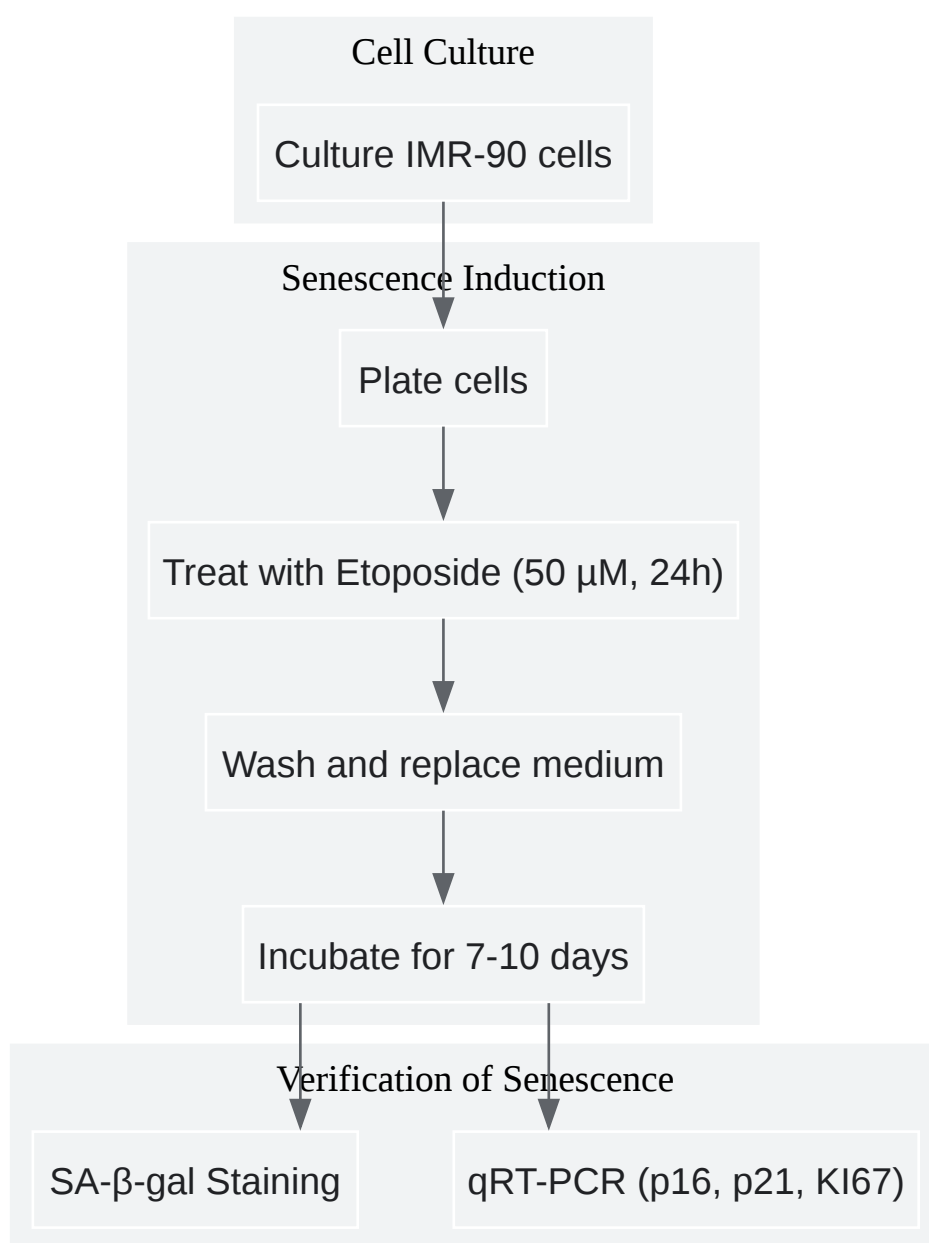 Cell Culture
Culture IMR-90 cells
Senescence Induction
Plate cells
Treat with Etoposide (50 µM, 24h)
Wash and replace medium
Incubate for 7-10 days
Verification of Senescence
SA-β-gal Staining
qRT-PCR (p16, p21, KI67)